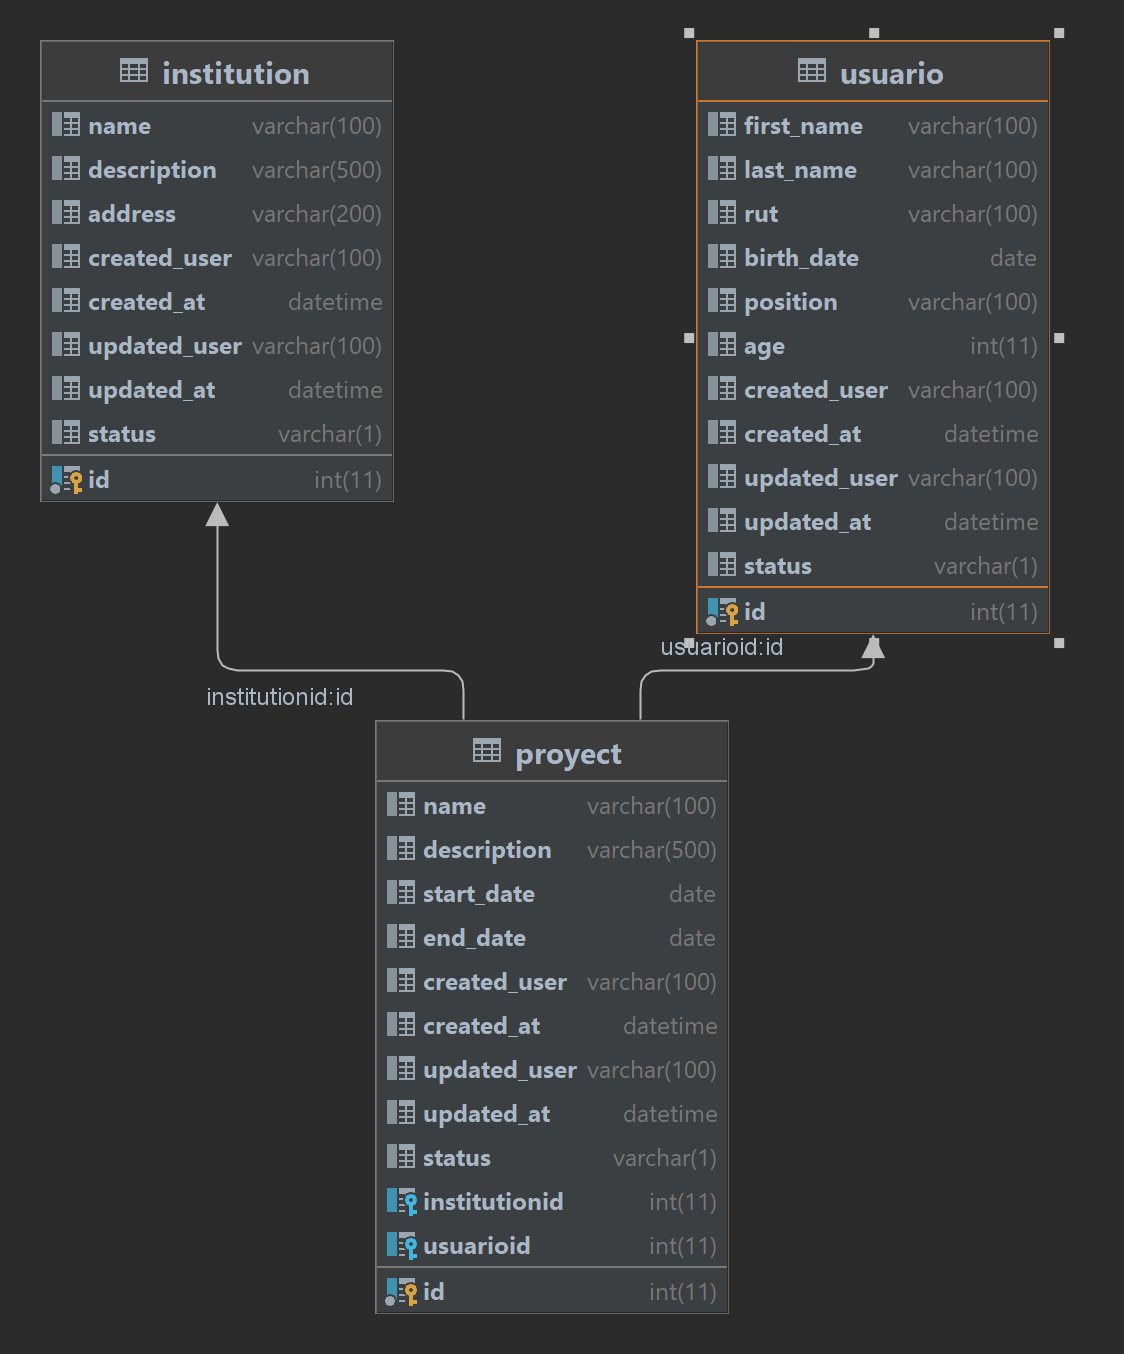 institution
name varchar(100)
description varchar(500)
address varchar(200)
created_user varchar(100)
created_at datetime
updated_user varchar(100)
updated_at datetime
status varchar(1)
id int(11)
usuario
first_name varchar(100)
last_name varchar(100)
rut varchar(100)
birth_date date
position varchar(100)
age int(11)
created_user varchar(100)
created_at datetime
updated_user varchar(100)
updated_at datetime
status varchar(1)
id int(11)
usuarioid:id
institutionid:id
proyect
name varchar(100)
description varchar(500)
start_date date
end_date date
created_user varchar(100)
created_at datetime
updated_user varchar(100)
updated_at datetime
status varchar(1)
institutionid int(11)
usuarioid int(11)
id int(11)